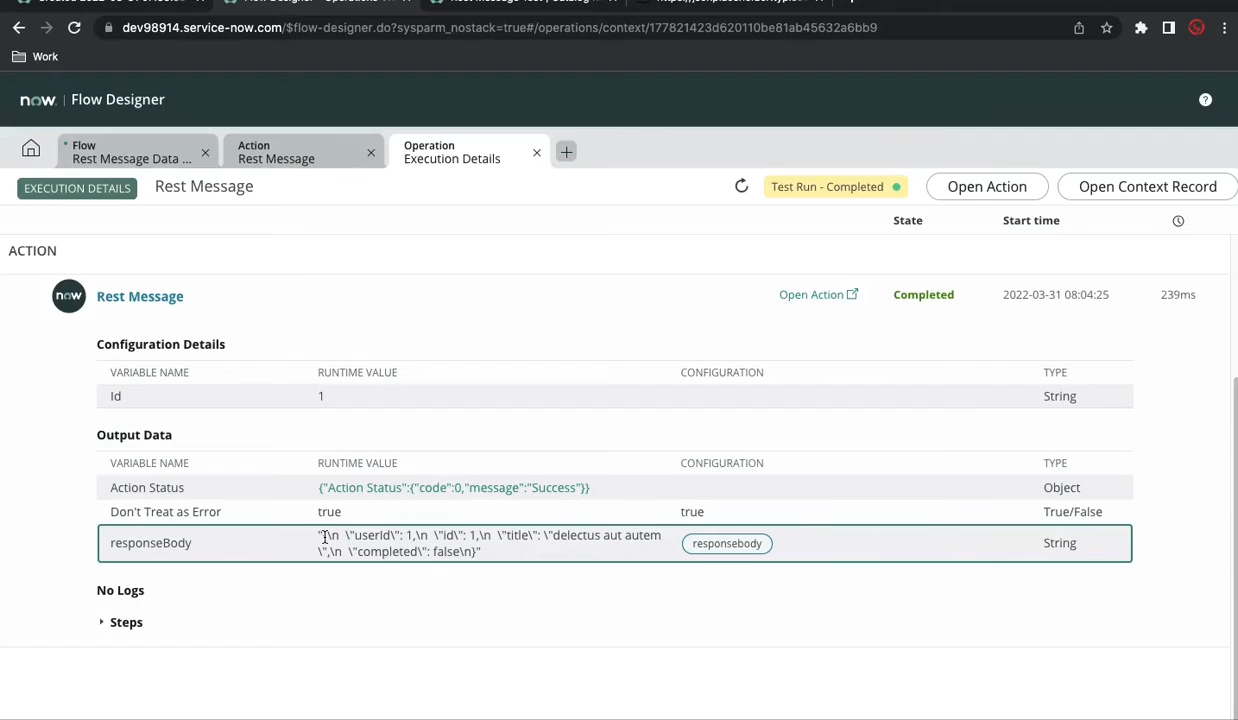 dev98914.service-now.com/$flow-designer.do?sysparm_nostack=true#/operations/context/177821423d620110be81ab45632a6bb9
Work
now. | Flow Designer
?
Flow
Rest Message Data ...
Action
Rest Message
Operation
Execution Details
EXECUTION DETAILS
Rest Message
Test Run - Completed
Open Action
Open Context Record
State
Start time
ACTION
now
Rest Message
Open Action
Completed
2022-03-31 08:04:25
239ms
Configuration Details
VARIABLE NAME
RUNTIME VALUE
CONFIGURATION
TYPE
Id
1
String
Output Data
VARIABLE NAME
RUNTIME VALUE
CONFIGURATION
TYPE
Action Status
{"Action Status":{"code":0,"message":"Success"}}
Object
Don't Treat as Error
true
true
True/False
responseBody
"{\n \"userId\": 1,\n \"id\": 1,\n \"title\": \"delectus aut autem
\",\n \"completed\": false\n}"
responsebody
String
No Logs
Steps